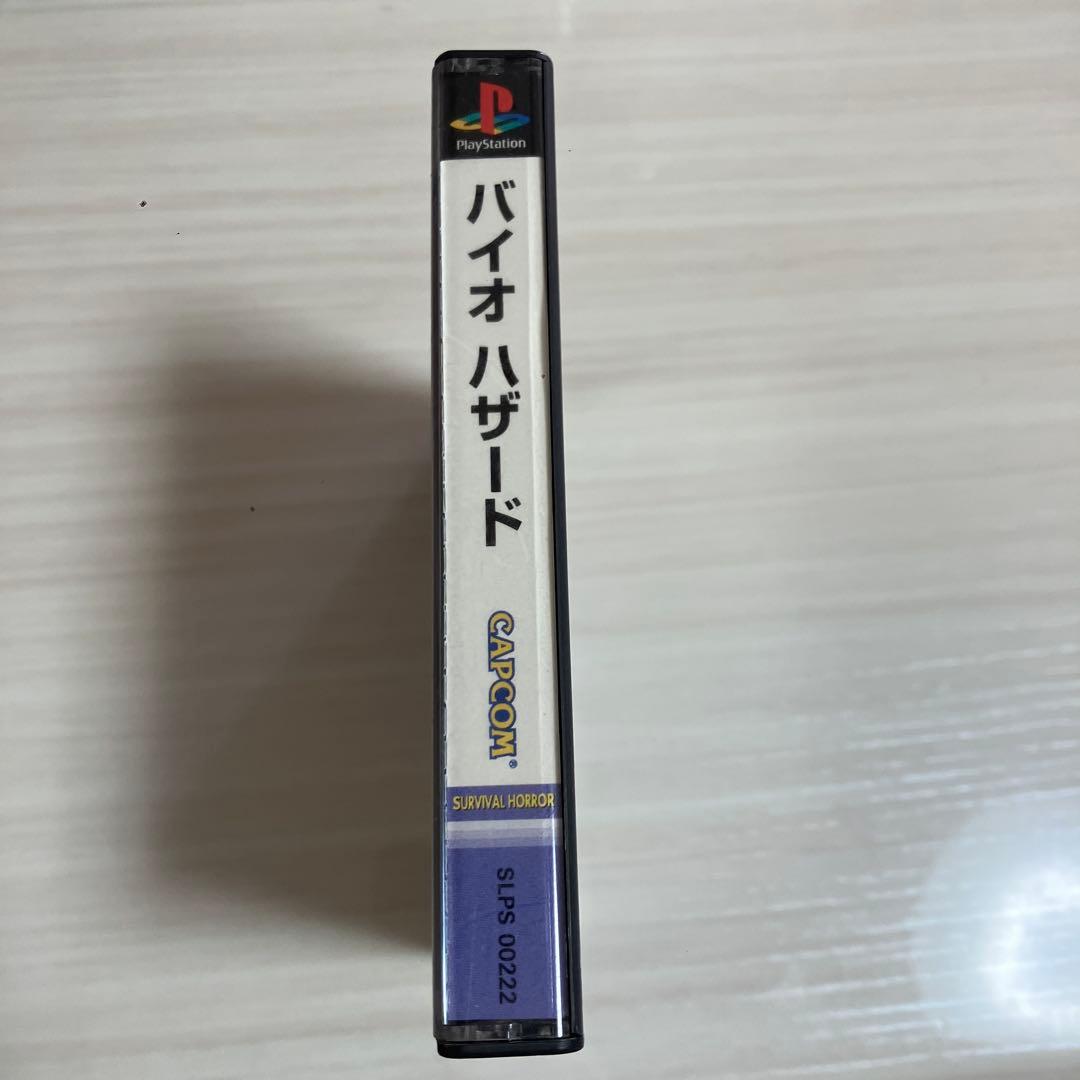 PlayStation
バイオ ハザード
CAPCOM®
SURVIVAL HORROR
SLPS 00222